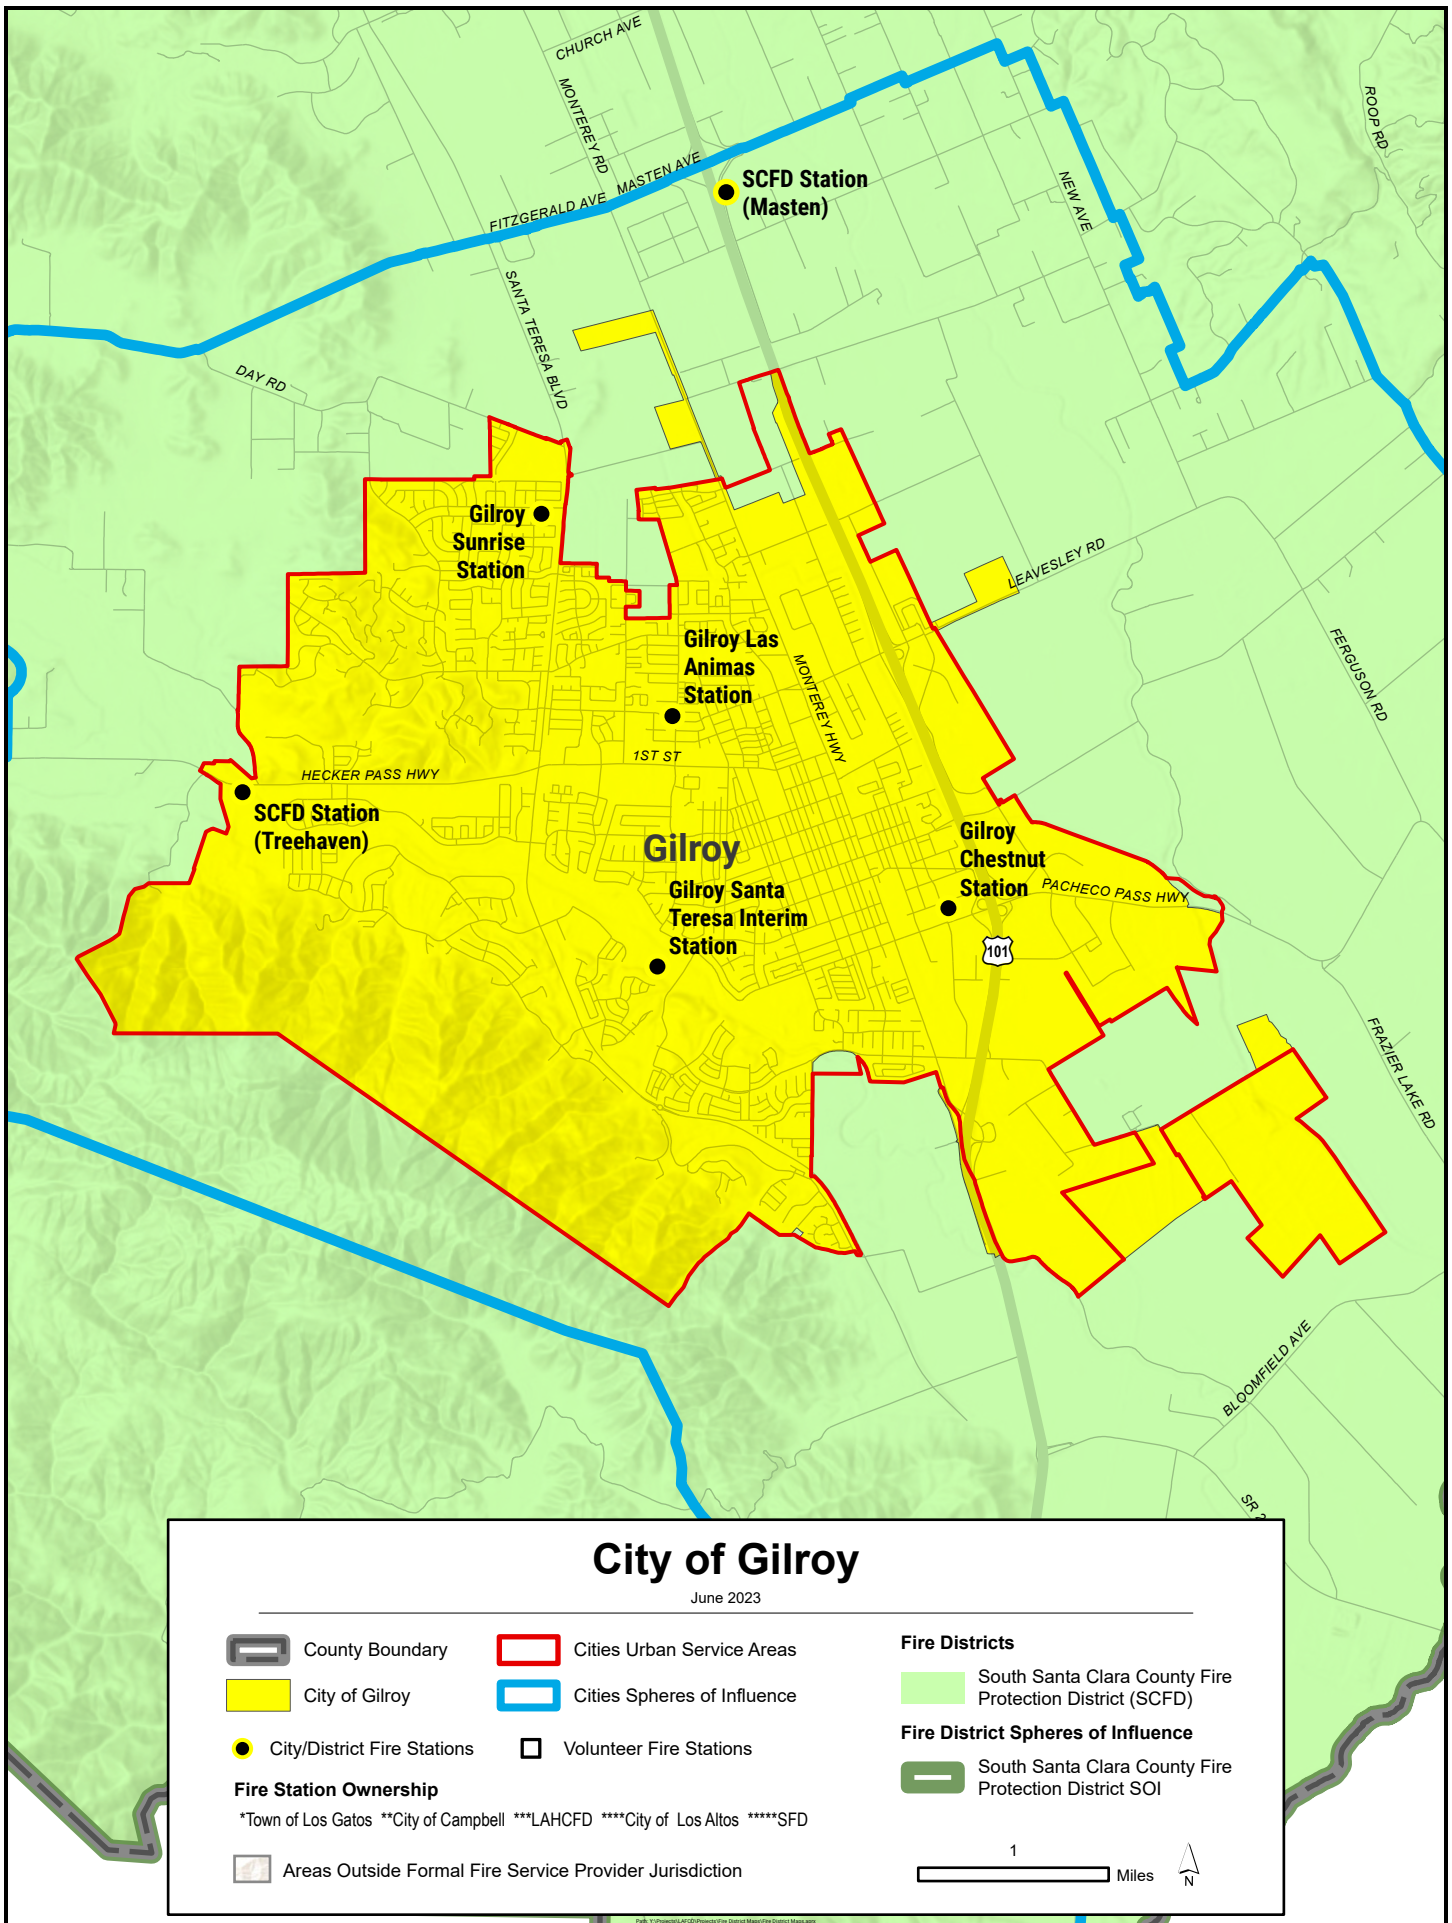 CHURCH AVE
MONTEREY RD
ROOP RD
MASTEN AVE
SCFD Station
(Masten)
FITZGERALD AVE
NEW AVE
SANTA TERESA BLVD
DAY RD
Gilroy
Sunrise
Station
LEAVESLEY RD
Gilroy Las
Animas
Station
MONTEREY HWY
FERGUSON RD
1ST ST
HECKER PASS HWY
SCFD Station
(Treehaven)
Gilroy
Gilroy
Chestnut
Station
PACHECO PASS HWY
Gilroy Santa
Teresa Interim
Station
101
FRAZIER LAKE RD
BLOOMFIELD AVE
SR 2
City of Gilroy
June 2023
County Boundary
Cities Urban Service Areas
City of Gilroy
Cities Spheres of Influence
City/District Fire Stations
Volunteer Fire Stations
Fire Station Ownership
*Town of Los Gatos **City of Campbell ***LAHCFD ****City of Los Altos *****SFD
Areas Outside Formal Fire Service Provider Jurisdiction
Fire Districts
South Santa Clara County Fire
Protection District (SCFD)
Fire District Spheres of Influence
South Santa Clara County Fire
Protection District SOI
1
Miles
N